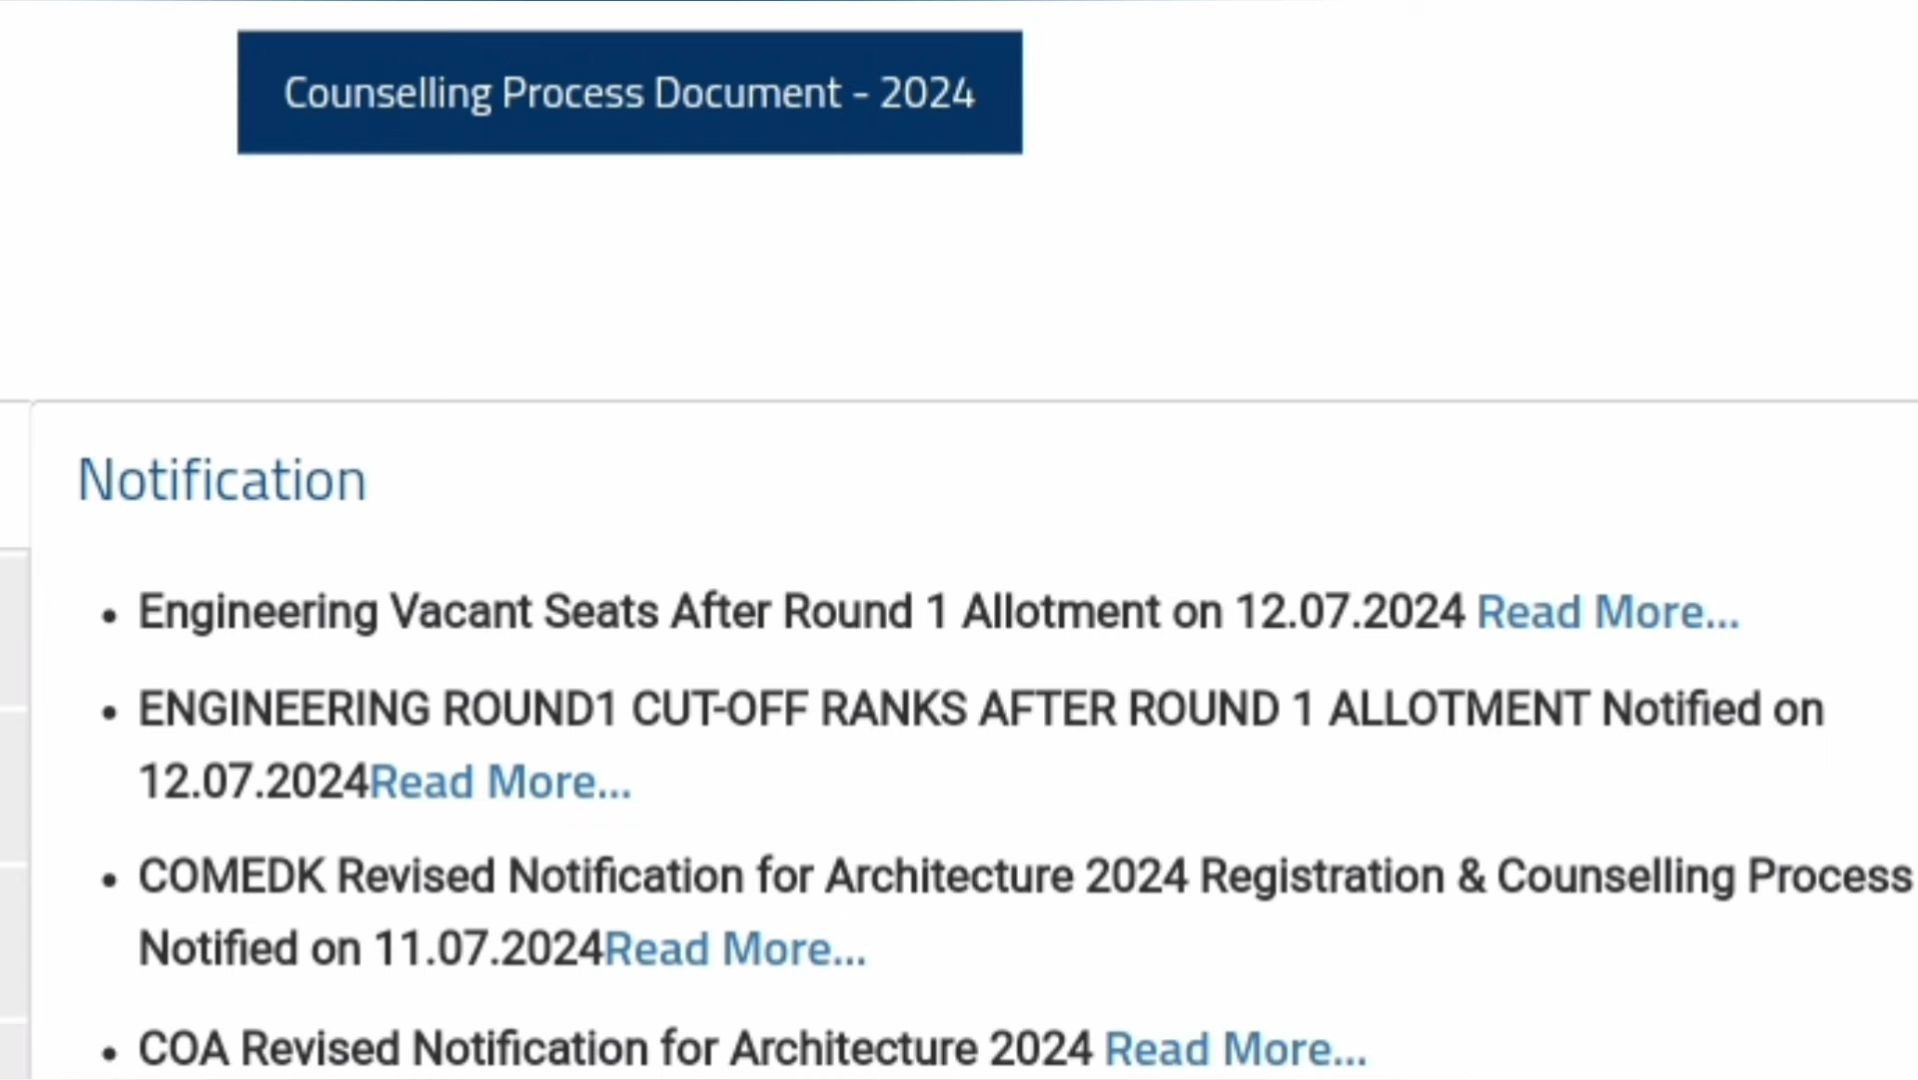 Counselling Process Document - 2024
Notification
• Engineering Vacant Seats After Round 1 Allotment on 12.07.2024 Read More...
• ENGINEERING ROUND1 CUT-OFF RANKS AFTER ROUND 1 ALLOTMENT Notified on
12.07.2024Read More...
• COMEDK Revised Notification for Architecture 2024 Registration & Counselling Process
Notified on 11.07.2024Read More...
• COA Revised Notification for Architecture 2024 Read More...